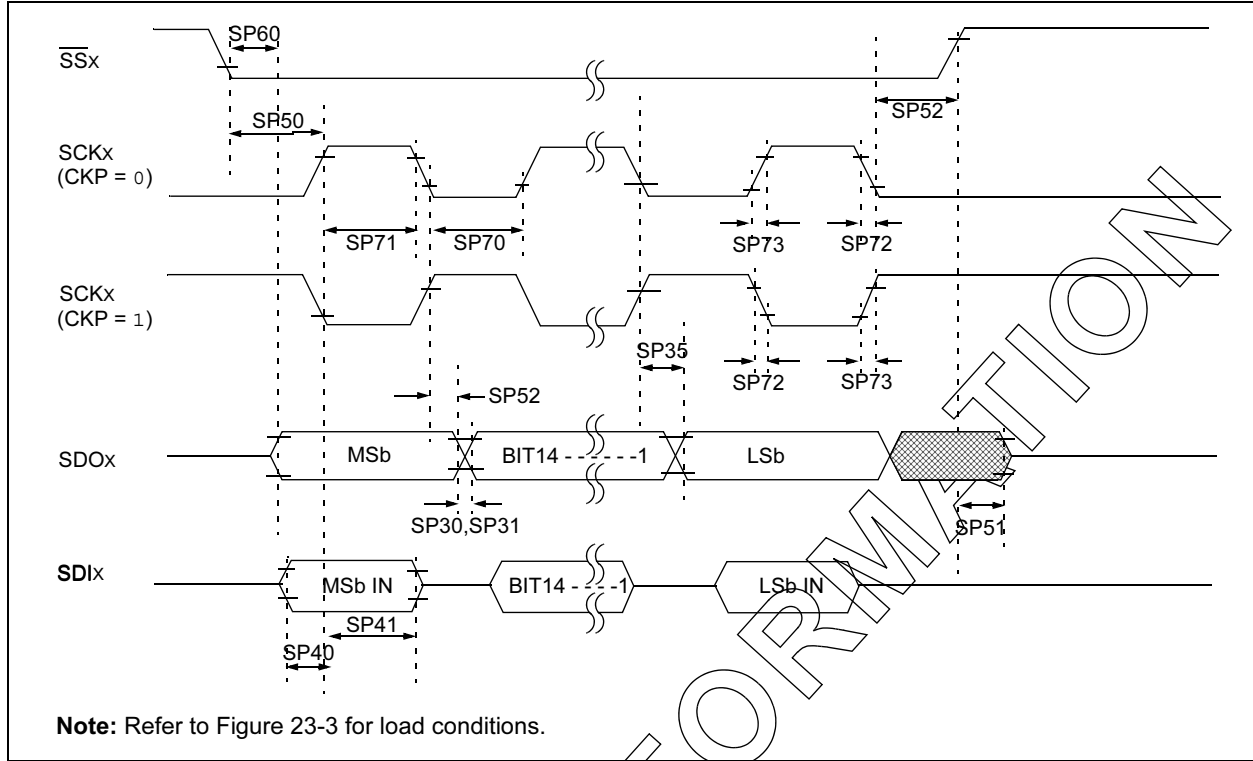 SP60
SSx
SP52
SP50
SCKx
(CKP = 0)
SP71
SP70
SP73
SP72
SCKx
(CKP = 1)
SP35
SP72
SP73
SP52
SDOx
MSb
BIT14 - - - - - -1
LSb
SP30,SP31
SP51
SDIx
MSb IN
BIT14 - - - -1
LSb IN
SP41
SP40
Note: Refer to Figure 23-3 for load conditions.
FORMATION